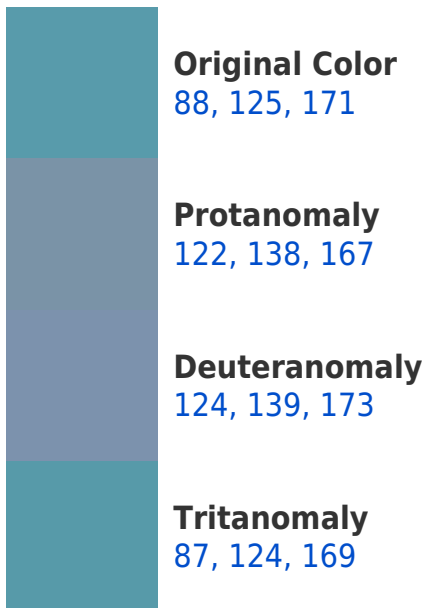 Original Color
88, 125, 171
Protanomaly
122, 138, 167
Deuteranomaly
124, 139, 173
Tritanomaly
87, 124, 169